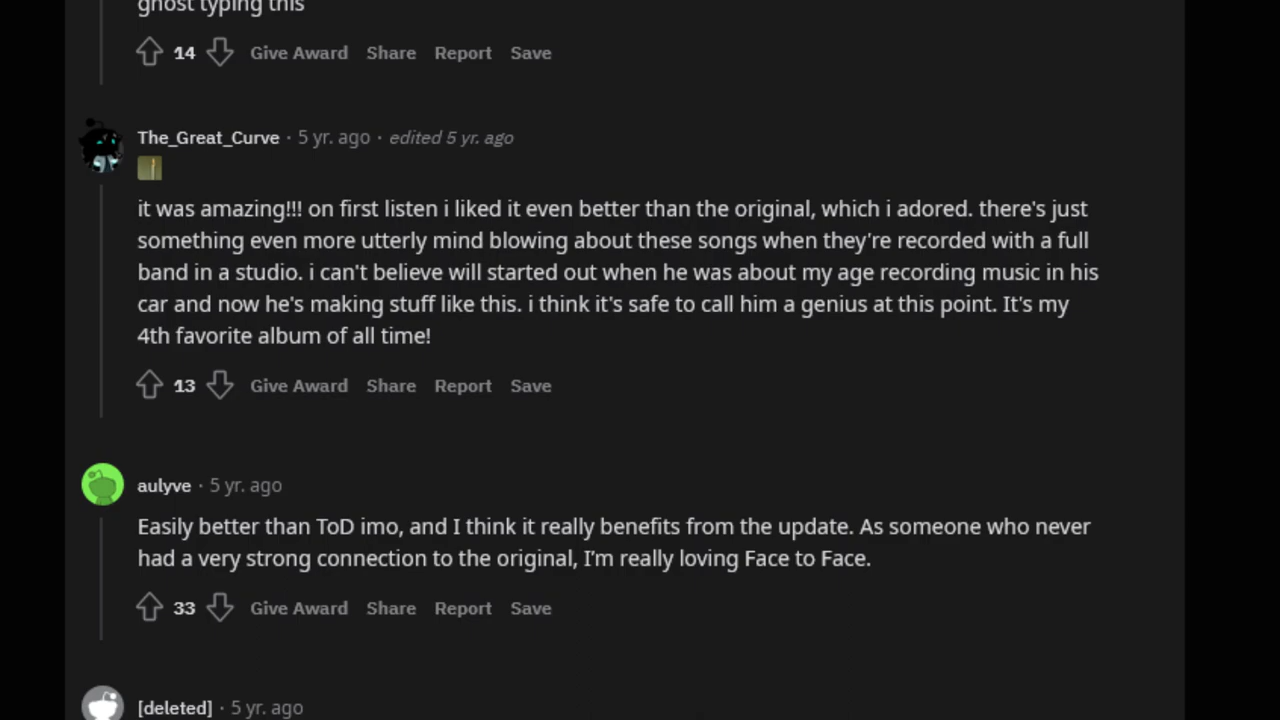 ghost typing this
14 Give Award Share Report Save
The_Great_Curve · 5 yr. ago · edited 5 yr. ago
it was amazing!!! on first listen i liked it even better than the original, which i adored. there's just
something even more utterly mind blowing about these songs when they're recorded with a full
band in a studio. i can't believe will started out when he was about my age recording music in his
car and now he's making stuff like this. i think it's safe to call him a genius at this point. It's my
4th favorite album of all time!
13 Give Award Share Report Save
aulyve · 5 yr. ago
Easily better than ToD imo, and I think it really benefits from the update. As someone who never
had a very strong connection to the original, I’m really loving Face to Face.
33 Give Award Share Report Save
[deleted] · 5 yr. ago